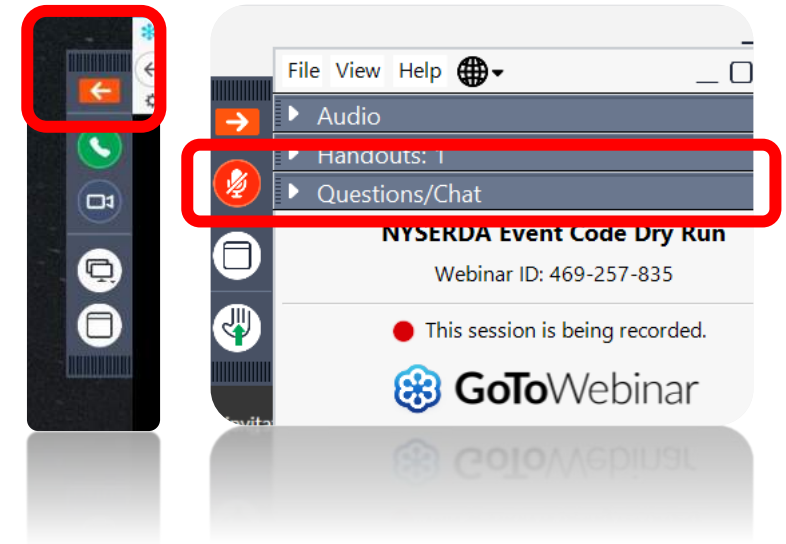 File View Help
Audio
Handouts: 1
Questions/Chat
NYSERDA Event Code Dry Run
Webinar ID: 469-257-835
This session is being recorded.
GoToWebinar